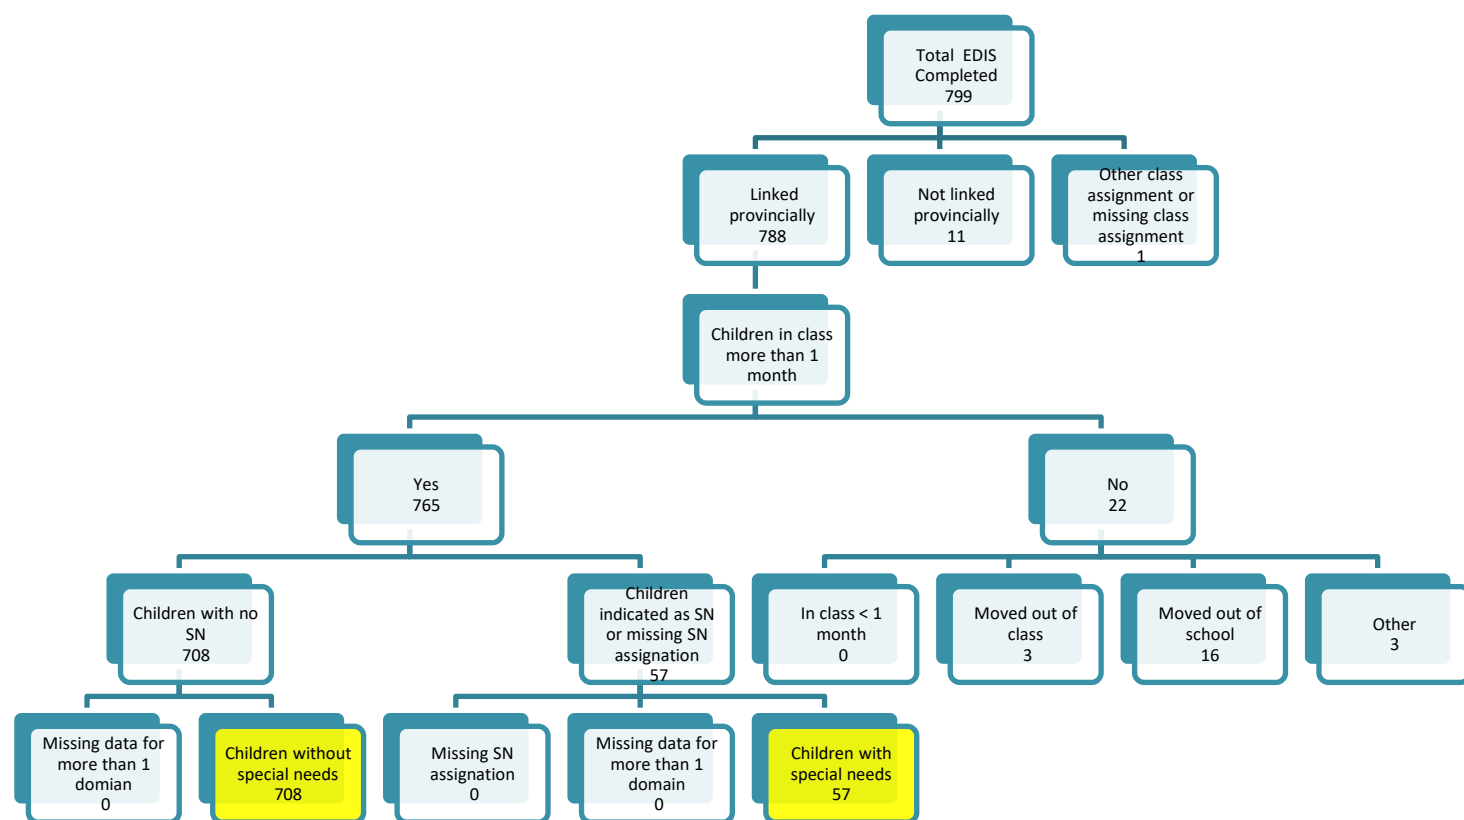 Total EDIS
Completed
799
Linked
provincially
788
Not linked
provincially
11
Other class
assignment or
missing class
assignment
1
Children in class
more than 1
month
Yes
765
No
22
Children with no
SN
708
Children
indicated as SN
or missing SN
assignation
57
In class < 1
month
0
Moved out of
class
3
Moved out of
school
16
Other
3
Missing data for
more than 1
domian
0
Children without
special needs
708
Missing SN
assignation
0
Missing data for
more than 1
domain
0
Children with
special needs
57